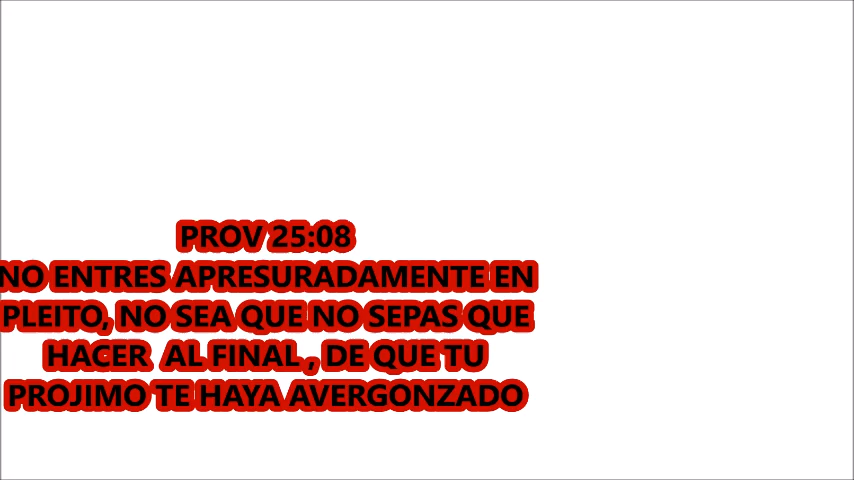 PROV 25:08
NO ENTRES APRESURADAMENTE EN
PLEITO, NO SEA QUE NO SEPAS QUE
HACER AL FINAL , DE QUE TU
PROJIMO TE HAYA AVERGONZADO